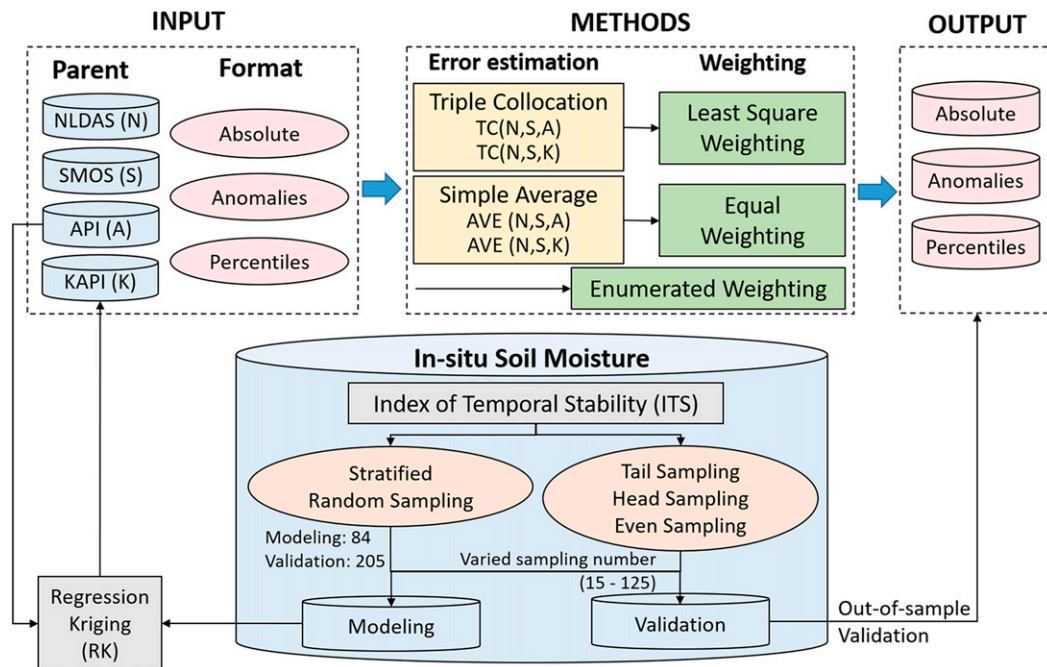 INPUT
METHODS
OUTPUT
Parent
Format
NLDAS (N)
SMOS (S)
API (A)
KAPI (K)
Absolute
Anomalies
Percentiles
Error estimation
Weighting
Triple Collocation
TC(N,S,A)
TC(N,S,K)
Least Square
Weighting
Simple Average
AVE (N,S,A)
AVE (N,S,K)
Equal
Weighting
Enumerated Weighting
Absolute
Anomalies
Percentiles
In-situ Soil Moisture
Index of Temporal Stability (ITS)
Stratified
Random Sampling
Tail Sampling
Head Sampling
Even Sampling
Modeling: 84
Validation: 205
Varied sampling number
(15 - 125)
Modeling
Validation
Regression
Kriging
(RK)
Out-of-sample
Validation